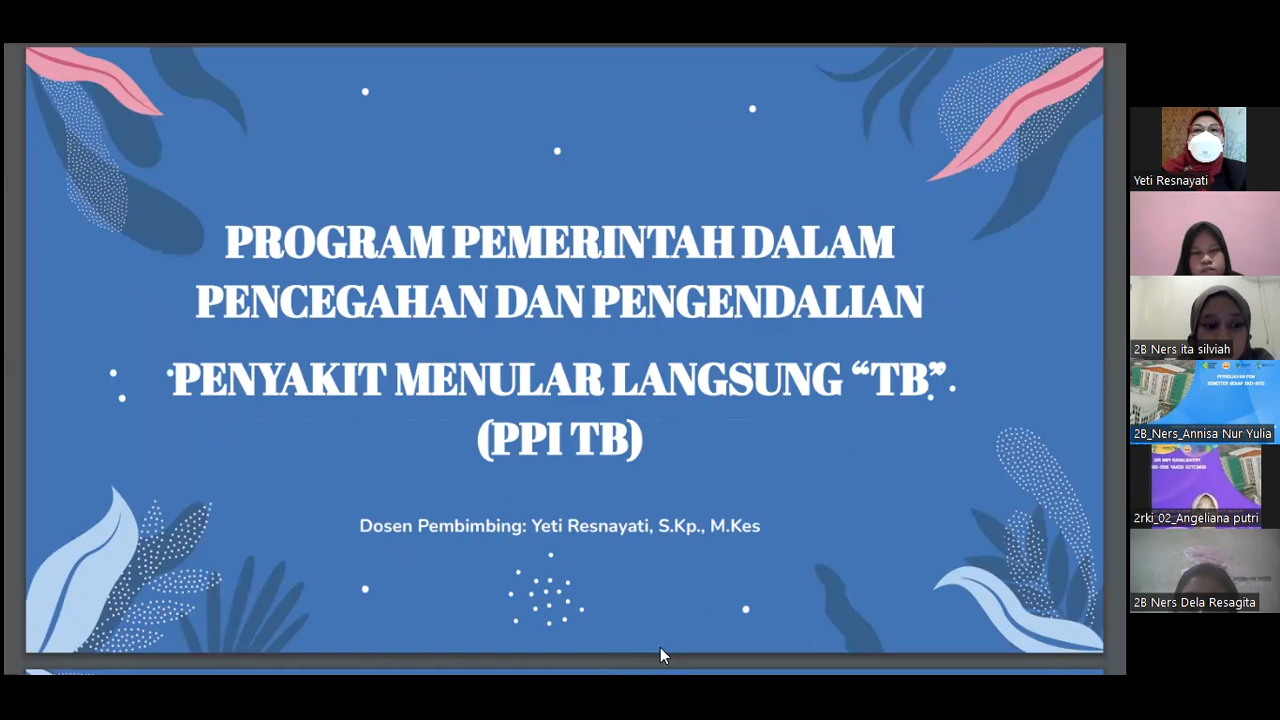 PROGRAM PEMERINTAH DALAM
PENCEGAHAN DAN PENGENDALIAN
PENYAKIT MENULAR LANGSUNG “TB”
(PPI TB)
Dosen Pembimbing: Yeti Resnayati, S.Kp., M.Kes
Yeti Resnayati
2B Ners ita silviah
2B_Ners_Annisa Nur Yulia
2rki_02_Angeliana putri
2B Ners Dela Resagita